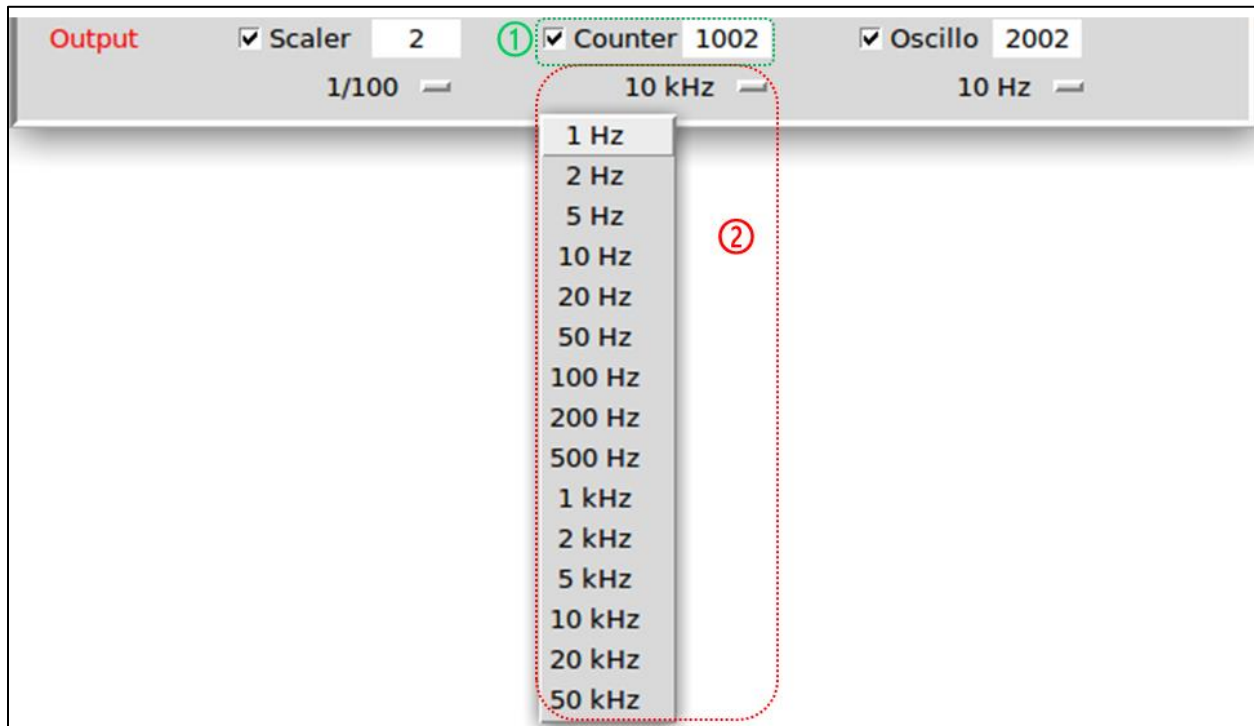 Output Scaler 2 ① Counter 1002 Oscillo 2002
1/100 10 kHz 10 Hz
1 Hz
2 Hz
5 Hz
②
10 Hz
20 Hz
50 Hz
100 Hz
200 Hz
500 Hz
1 kHz
2 kHz
5 kHz
10 kHz
20 kHz
50 kHz